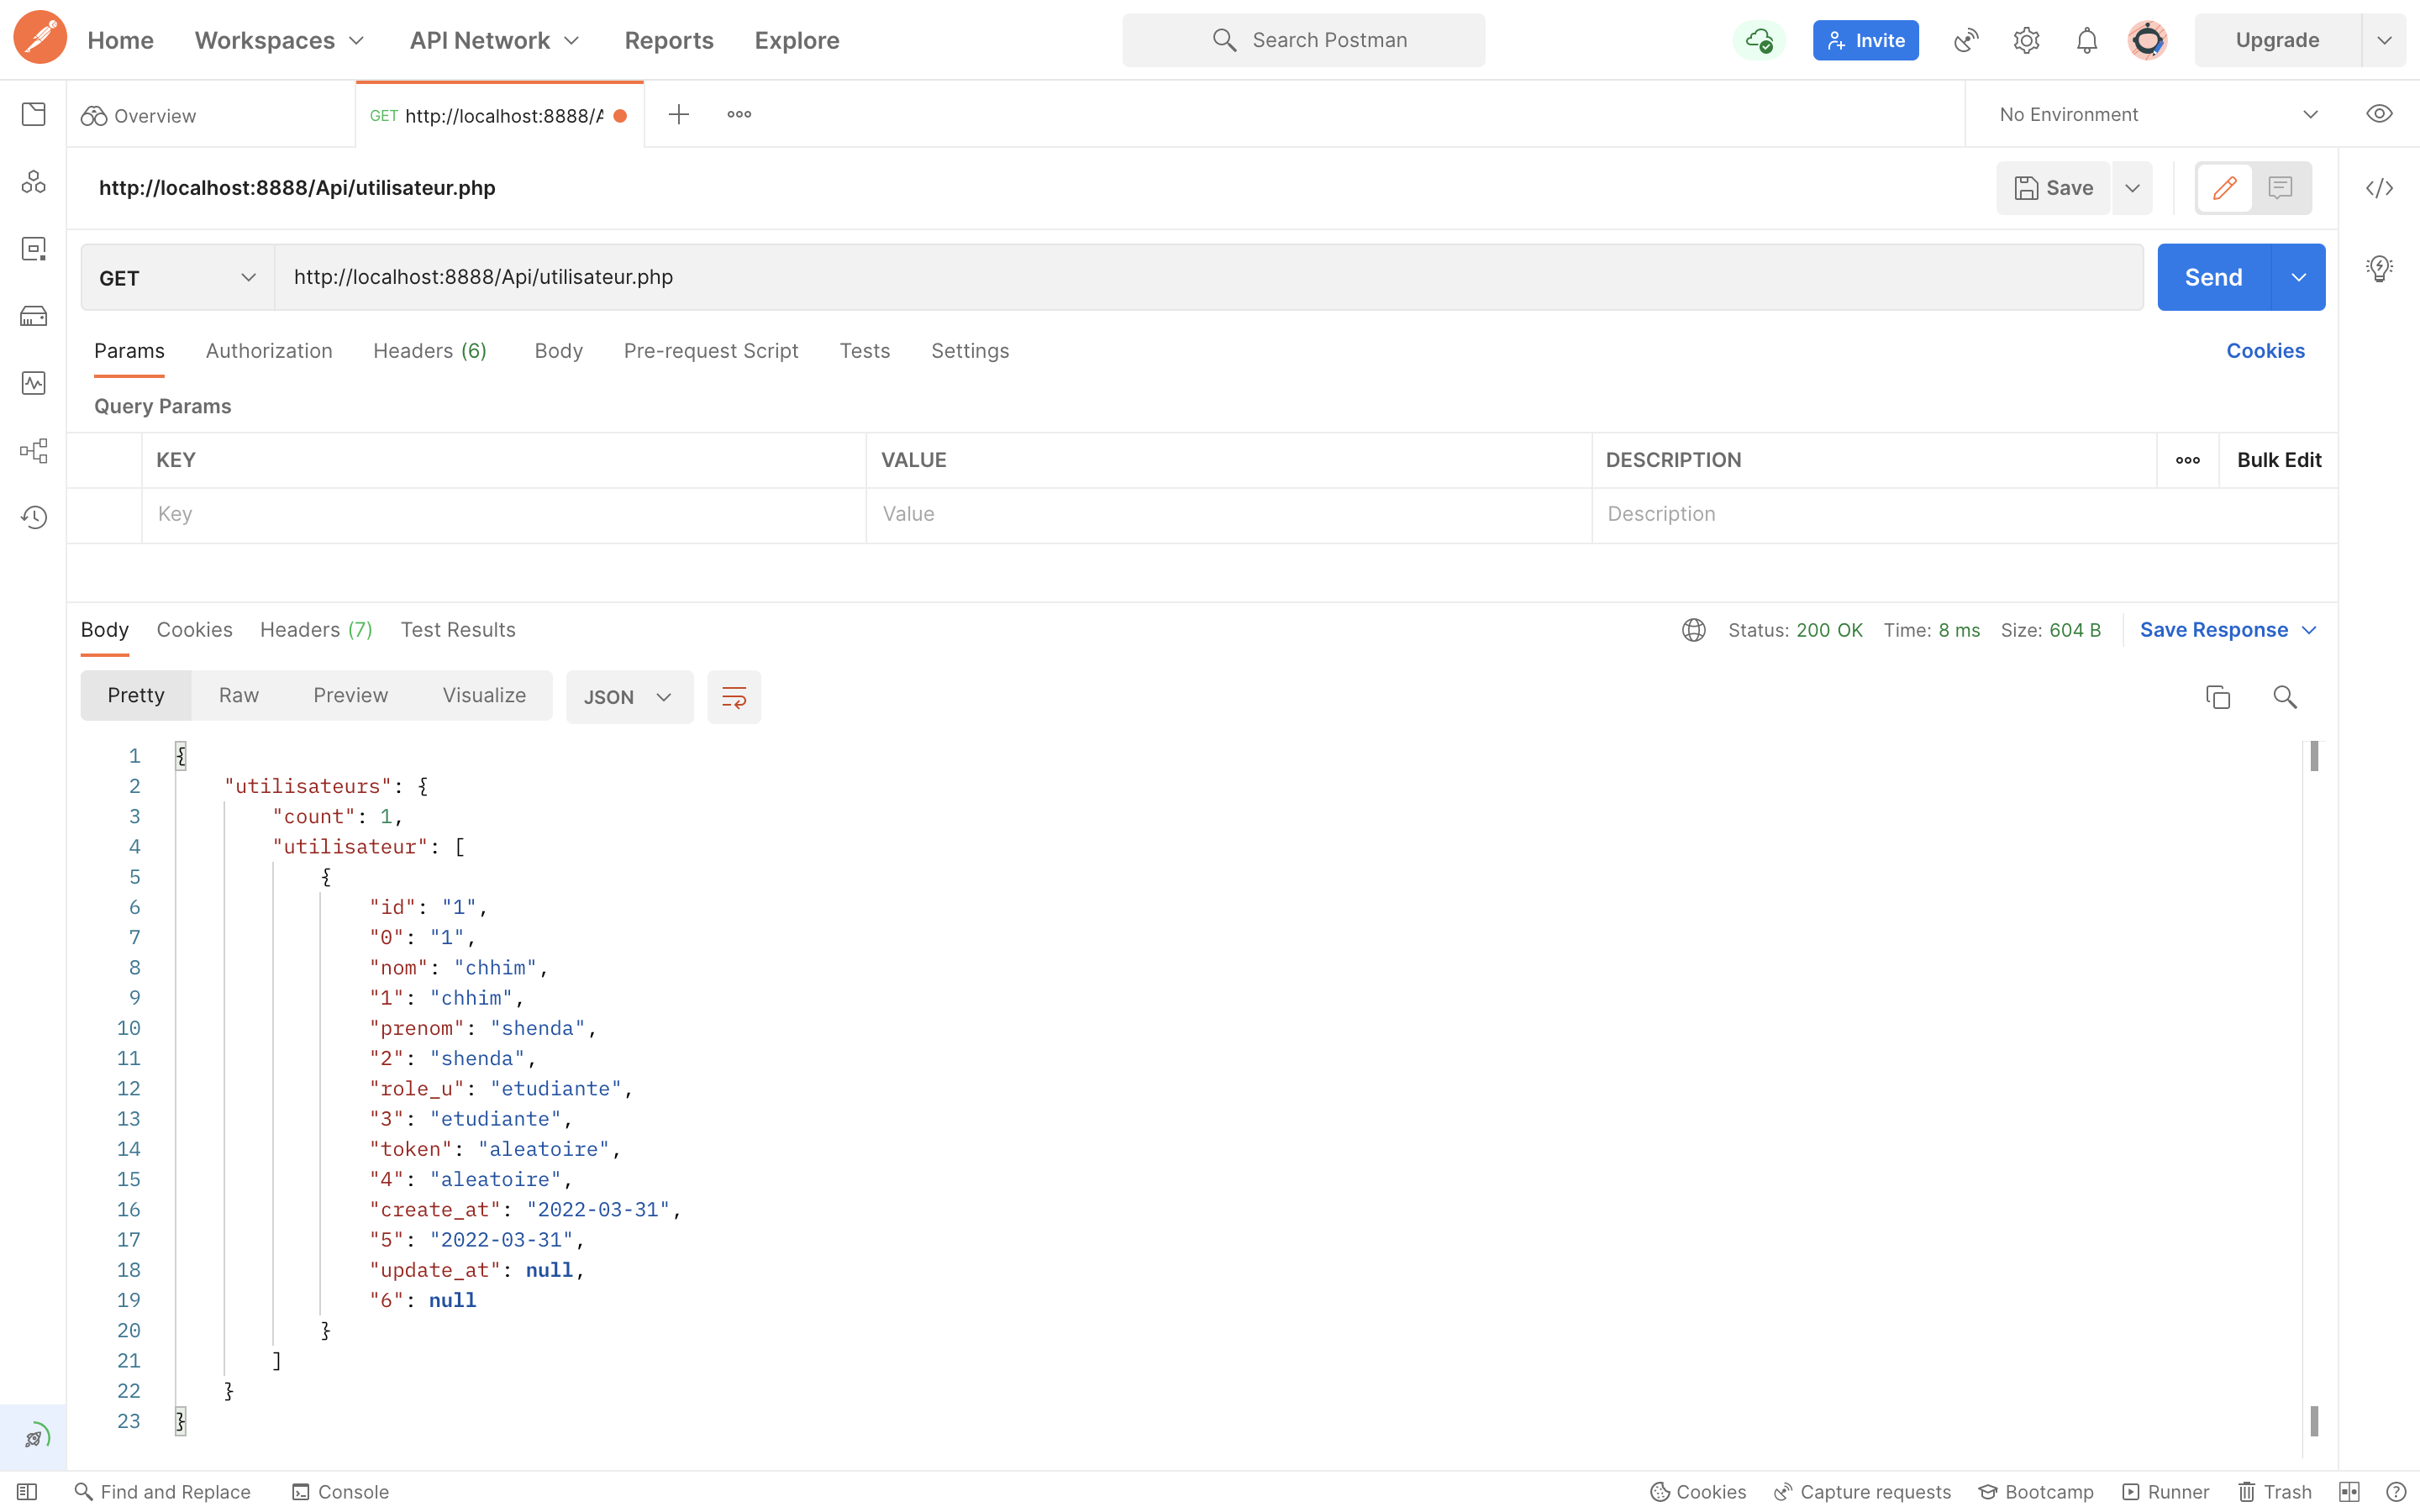 Home Workspaces API Network Reports Explore Search Postman Invite Upgrade
Overview GET http://localhost:8888/A No Environment
http://localhost:8888/Api/utilisateur.php Save
GET http://localhost:8888/Api/utilisateur.php Send
Params Authorization Headers (6) Body Pre-request Script Tests Settings Cookies
Query Params
KEY VALUE DESCRIPTION Bulk Edit
Key Value Description
Body Cookies Headers (7) Test Results Status: 200 OK Time: 8 ms Size: 604 B Save Response
Pretty Raw Preview Visualize JSON
1 {
2 "utilisateurs": {
3 "count": 1,
4 "utilisateur": [
5 {
6 "id": "1",
7 "0": "1",
8 "nom": "chhim",
9 "1": "chhim",
10 "prenom": "shenda",
11 "2": "shenda",
12 "role_u": "etudiante",
13 "3": "etudiante",
14 "token": "aleatoire",
15 "4": "aleatoire",
16 "create_at": "2022-03-31",
17 "5": "2022-03-31",
18 "update_at": null,
19 "6": null
20 }
21 ]
22 }
23 }
Find and Replace Console Cookies Capture requests Bootcamp Runner Trash